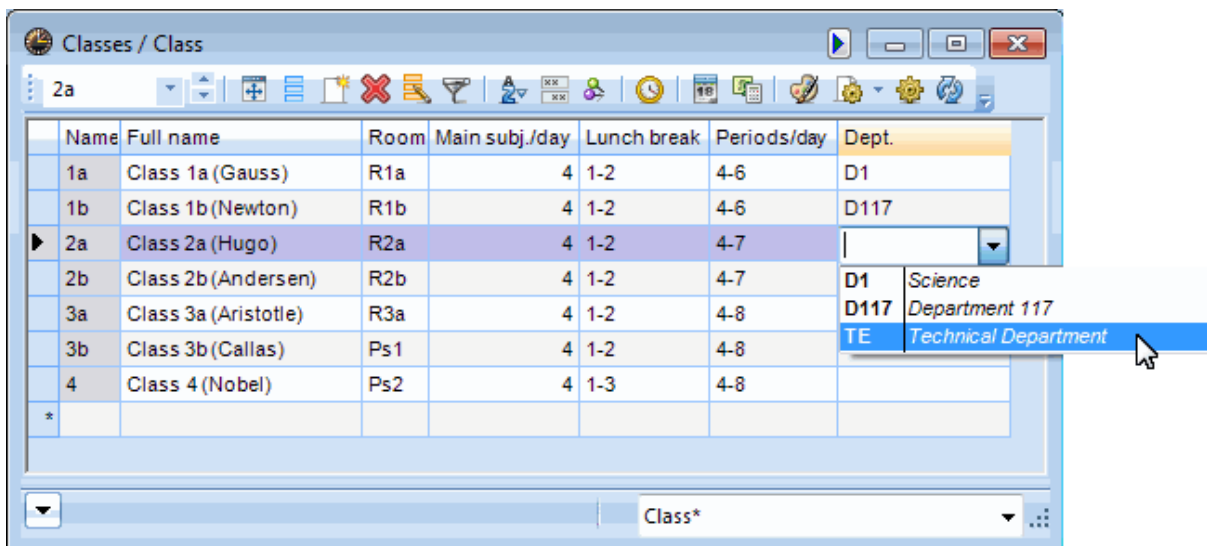 Classes / Class
2a
Name Full name Room Main subj./day Lunch break Periods/day Dept.
1a Class 1a (Gauss) R1a 4 1-2 4-6 D1
1b Class 1b (Newton) R1b 4 1-2 4-6 D117
2a Class 2a (Hugo) R2a 4 1-2 4-7
2b Class 2b (Andersen) R2b 4 1-2 4-7
D1 Science
3a Class 3a (Aristotle) R3a 4 1-2 4-8
D117 Department 117
TE Technical Department
3b Class 3b (Callas) Ps1 4 1-2 4-8
4 Class 4 (Nobel) Ps2 4 1-3 4-8
*
Class*